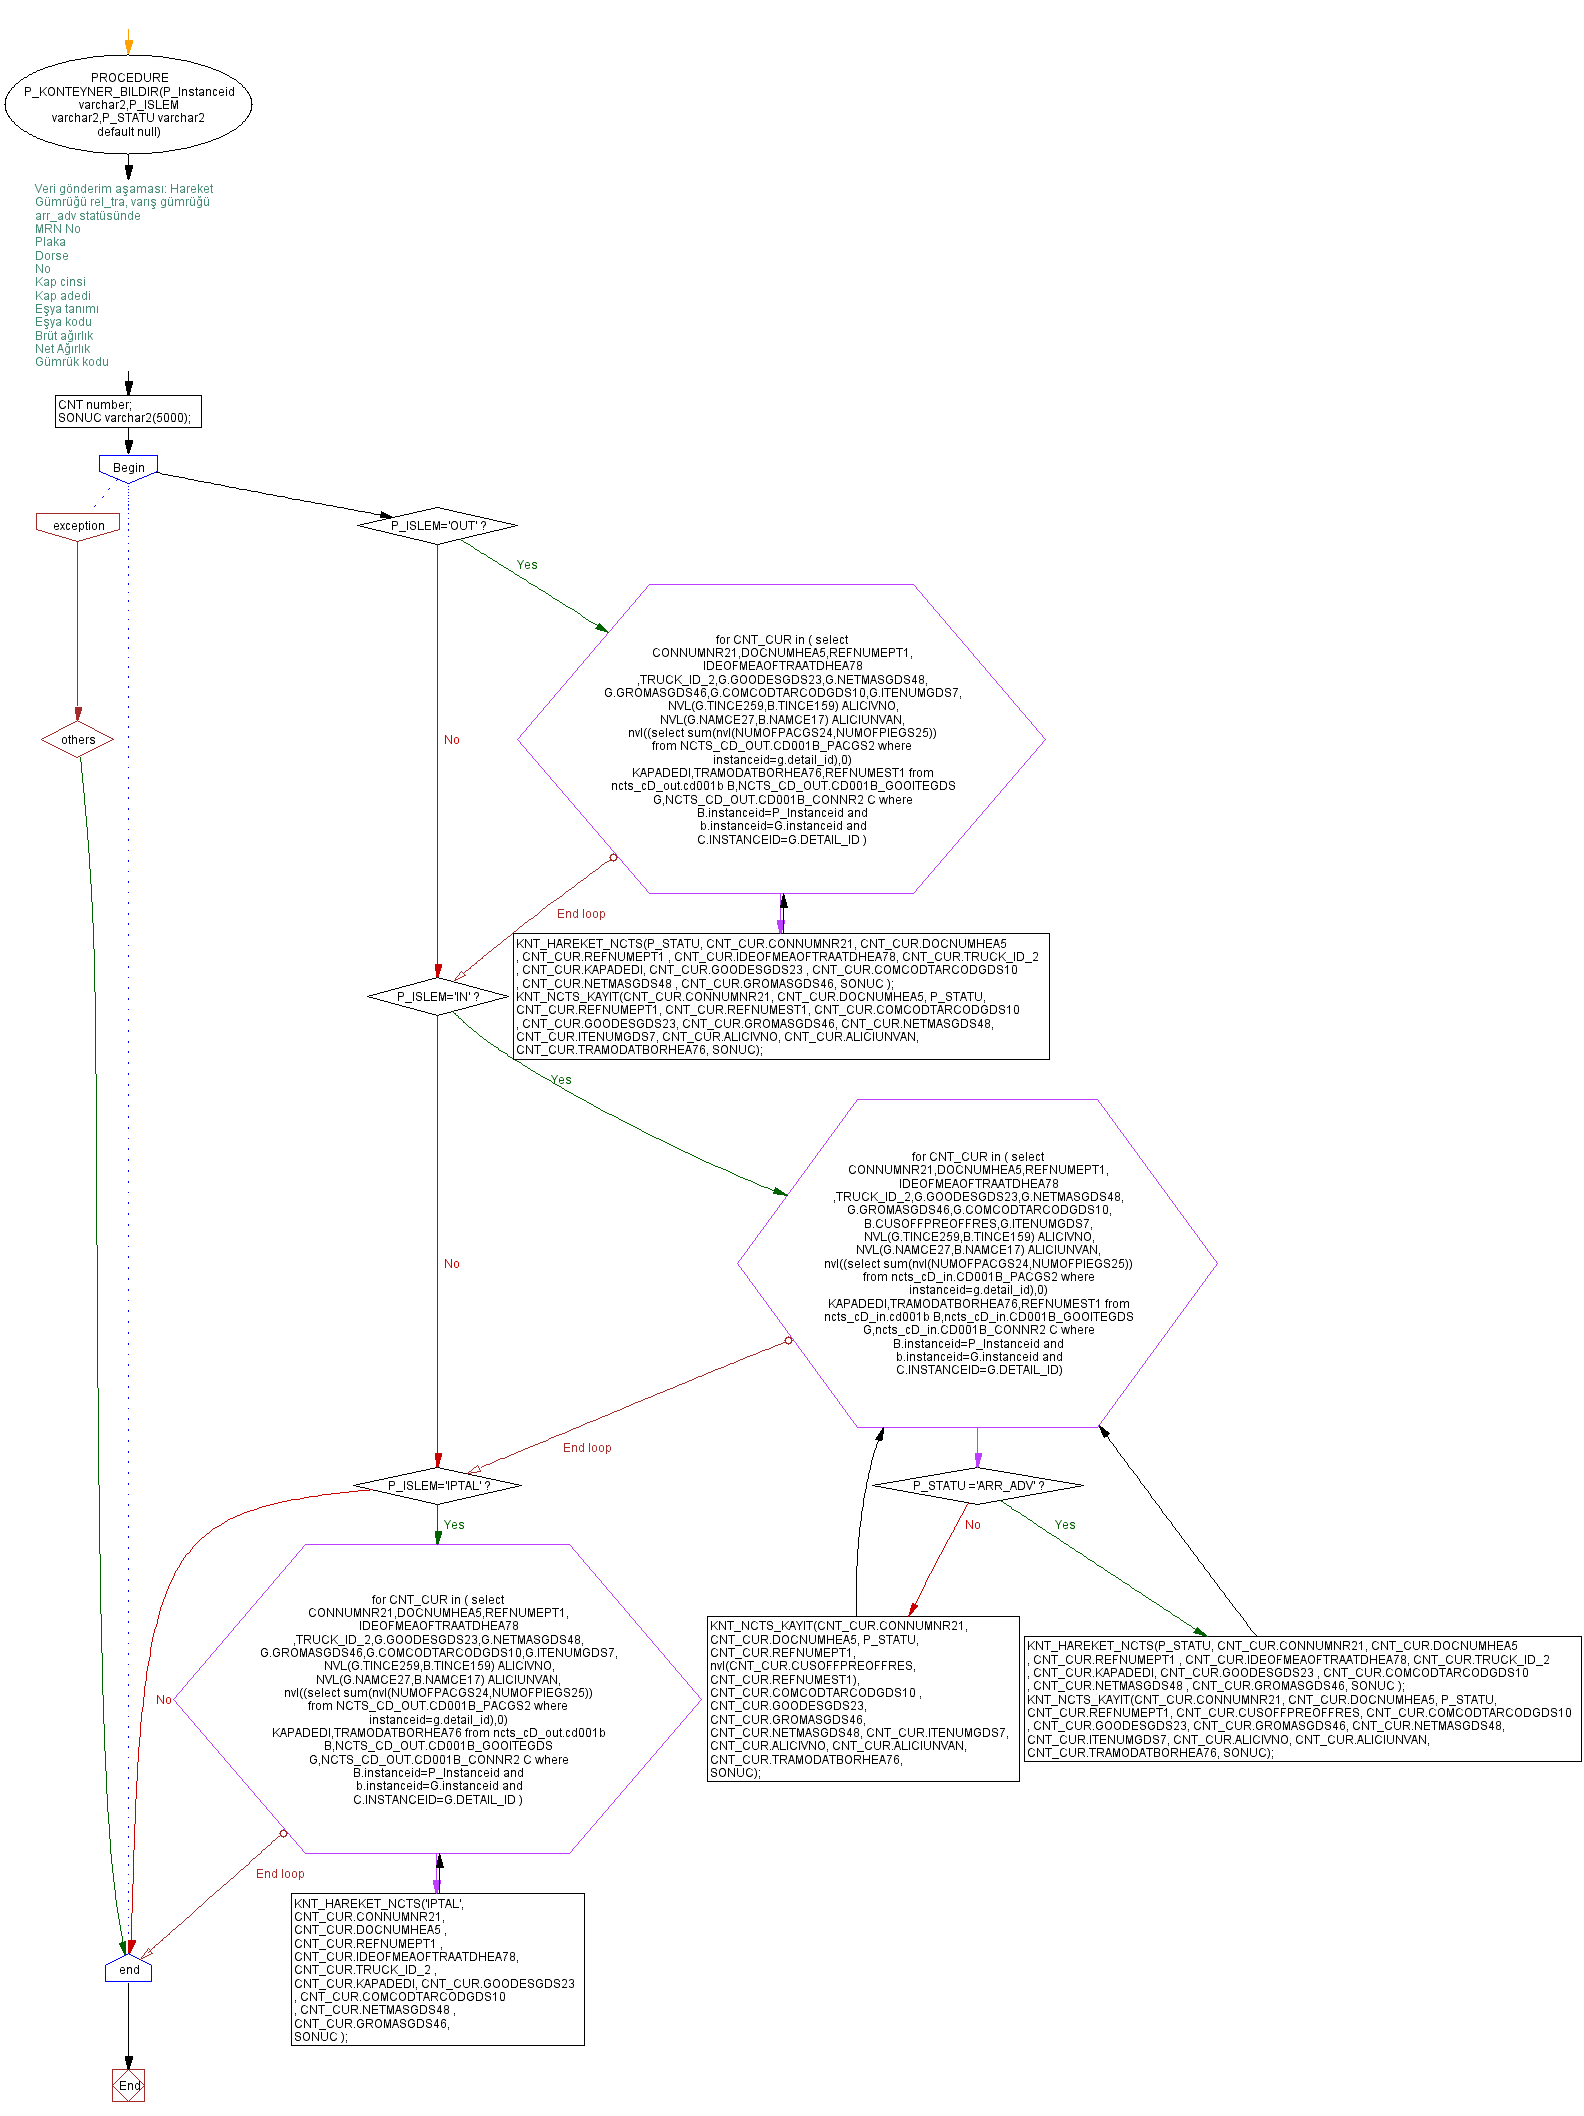 PROCEDURE
P_KONTEYNER_BILDIR(P_Instanceid
varchar2,P_ISLEM
varchar2,P_STATU varchar2
default null)
Veri gönderim aşaması: Hareket
Gümrüğü rel_tra, varış gümrüğü
arr_adv statüsünde
MRN No
Plaka
Dorse
No
Kap cinsi
Kap adedi
Eşya tanımı
Eşya kodu
Brüt ağırlık
Net Ağırlık
Gümrük kodu
CNT number;
SONUC varchar2(5000);
Begin
exception
P_ISLEM='OUT' ?
Yes
for CNT_CUR in ( select
CONNUMNR21,DOCNUMHEA5,REFNUMEPT1,
IDEOFMEAOFTRAATDHEA78
,TRUCK_ID_2,G.GOODESGDS23,G.NETMASGDS48,
G.GROMASGDS46,G.COMCODTARCODGDS10,G.ITENUMGDS7,
NVL(G.TINCE259,B.TINCE159) ALICIVNO,
NVL(G.NAMCE27,B.NAMCE17) ALICIUNVAN,
nvl((select sum(nvl(NUMOFPACGS24,NUMOFPIEGS25))
from NCTS_CD_OUT.CD001B_PACGS2 where
instanceid=g.detail_id),0)
KAPADEDI,TRAMODATBORHEA76,REFNUMEST1 from
ncts_cD_out.cd001b B,NCTS_CD_OUT.CD001B_GOOITEGDS
G,NCTS_CD_OUT.CD001B_CONNR2 C where
B.instanceid=P_Instanceid and
b.instanceid=G.instanceid and
C.INSTANCEID=G.DETAIL_ID )
No
others
End loop
KNT_HAREKET_NCTS(P_STATU, CNT_CUR.CONNUMNR21, CNT_CUR.DOCNUMHEA5
, CNT_CUR.REFNUMEPT1 , CNT_CUR.IDEOFMEAOFTRAATDHEA78, CNT_CUR.TRUCK_ID_2
, CNT_CUR.KAPADEDI, CNT_CUR.GOODESGDS23 , CNT_CUR.COMCODTARCODGDS10
, CNT_CUR.NETMASGDS48 , CNT_CUR.GROMASGDS46, SONUC );
KNT_NCTS_KAYIT(CNT_CUR.CONNUMNR21, CNT_CUR.DOCNUMHEA5, P_STATU,
CNT_CUR.REFNUMEPT1, CNT_CUR.REFNUMEST1, CNT_CUR.COMCODTARCODGDS10
, CNT_CUR.GOODESGDS23, CNT_CUR.GROMASGDS46, CNT_CUR.NETMASGDS48,
CNT_CUR.ITENUMGDS7, CNT_CUR.ALICIVNO, CNT_CUR.ALICIUNVAN,
CNT_CUR.TRAMODATBORHEA76, SONUC);
P_ISLEM='IN' ?
Yes
for CNT_CUR in ( select
CONNUMNR21,DOCNUMHEA5,REFNUMEPT1,
IDEOFMEAOFTRAATDHEA78
,TRUCK_ID_2,G.GOODESGDS23,G.NETMASGDS48,
G.GROMASGDS46,G.COMCODTARCODGDS10,
B.CUSOFFPREOFFRES,G.ITENUMGDS7,
NVL(G.TINCE259,B.TINCE159) ALICIVNO,
NVL(G.NAMCE27,B.NAMCE17) ALICIUNVAN,
nvl((select sum(nvl(NUMOFPACGS24,NUMOFPIEGS25))
from ncts_cD_in.CD001B_PACGS2 where
instanceid=g.detail_id),0)
KAPADEDI,TRAMODATBORHEA76,REFNUMEST1 from
ncts_cD_in.cd001b B,ncts_cD_in.CD001B_GOOITEGDS
G,ncts_cD_in.CD001B_CONNR2 C where
B.instanceid=P_Instanceid and
b.instanceid=G.instanceid and
C.INSTANCEID=G.DETAIL_ID)
No
End loop
P_ISLEM='IPTAL' ?
P_STATU ='ARR_ADV' ?
Yes
No
Yes
for CNT_CUR in ( select
CONNUMNR21,DOCNUMHEA5,REFNUMEPT1,
IDEOFMEAOFTRAATDHEA78
,TRUCK_ID_2,G.GOODESGDS23,G.NETMASGDS48,
G.GROMASGDS46,G.COMCODTARCODGDS10,G.ITENUMGDS7,
NVL(G.TINCE259,B.TINCE159) ALICIVNO,
NVL(G.NAMCE27,B.NAMCE17) ALICIUNVAN,
nvl((select sum(nvl(NUMOFPACGS24,NUMOFPIEGS25))
from NCTS_CD_OUT.CD001B_PACGS2 where
instanceid=g.detail_id),0)
KAPADEDI,TRAMODATBORHEA76 from ncts_cD_out.cd001b
B,NCTS_CD_OUT.CD001B_GOOITEGDS
G,NCTS_CD_OUT.CD001B_CONNR2 C where
B.instanceid=P_Instanceid and
b.instanceid=G.instanceid and
C.INSTANCEID=G.DETAIL_ID )
No
KNT_NCTS_KAYIT(CNT_CUR.CONNUMNR21,
CNT_CUR.DOCNUMHEA5, P_STATU,
CNT_CUR.REFNUMEPT1,
nvl(CNT_CUR.CUSOFFPREOFFRES,
CNT_CUR.REFNUMEST1),
CNT_CUR.COMCODTARCODGDS10 ,
CNT_CUR.GOODESGDS23,
CNT_CUR.GROMASGDS46,
CNT_CUR.NETMASGDS48, CNT_CUR.ITENUMGDS7,
CNT_CUR.ALICIVNO, CNT_CUR.ALICIUNVAN,
CNT_CUR.TRAMODATBORHEA76,
SONUC);
KNT_HAREKET_NCTS(P_STATU, CNT_CUR.CONNUMNR21, CNT_CUR.DOCNUMHEA5
, CNT_CUR.REFNUMEPT1 , CNT_CUR.IDEOFMEAOFTRAATDHEA78, CNT_CUR.TRUCK_ID_2
, CNT_CUR.KAPADEDI, CNT_CUR.GOODESGDS23 , CNT_CUR.COMCODTARCODGDS10
, CNT_CUR.NETMASGDS48 , CNT_CUR.GROMASGDS46, SONUC );
KNT_NCTS_KAYIT(CNT_CUR.CONNUMNR21, CNT_CUR.DOCNUMHEA5, P_STATU,
CNT_CUR.REFNUMEPT1, CNT_CUR.CUSOFFPREOFFRES, CNT_CUR.COMCODTARCODGDS10
, CNT_CUR.GOODESGDS23, CNT_CUR.GROMASGDS46, CNT_CUR.NETMASGDS48,
CNT_CUR.ITENUMGDS7, CNT_CUR.ALICIVNO, CNT_CUR.ALICIUNVAN,
CNT_CUR.TRAMODATBORHEA76, SONUC);
End loop
KNT_HAREKET_NCTS('IPTAL',
CNT_CUR.CONNUMNR21,
CNT_CUR.DOCNUMHEA5 ,
CNT_CUR.REFNUMEPT1 ,
CNT_CUR.IDEOFMEAOFTRAATDHEA78,
CNT_CUR.TRUCK_ID_2 ,
CNT_CUR.KAPADEDI, CNT_CUR.GOODESGDS23
, CNT_CUR.COMCODTARCODGDS10
, CNT_CUR.NETMASGDS48 ,
CNT_CUR.GROMASGDS46,
SONUC );
end
End